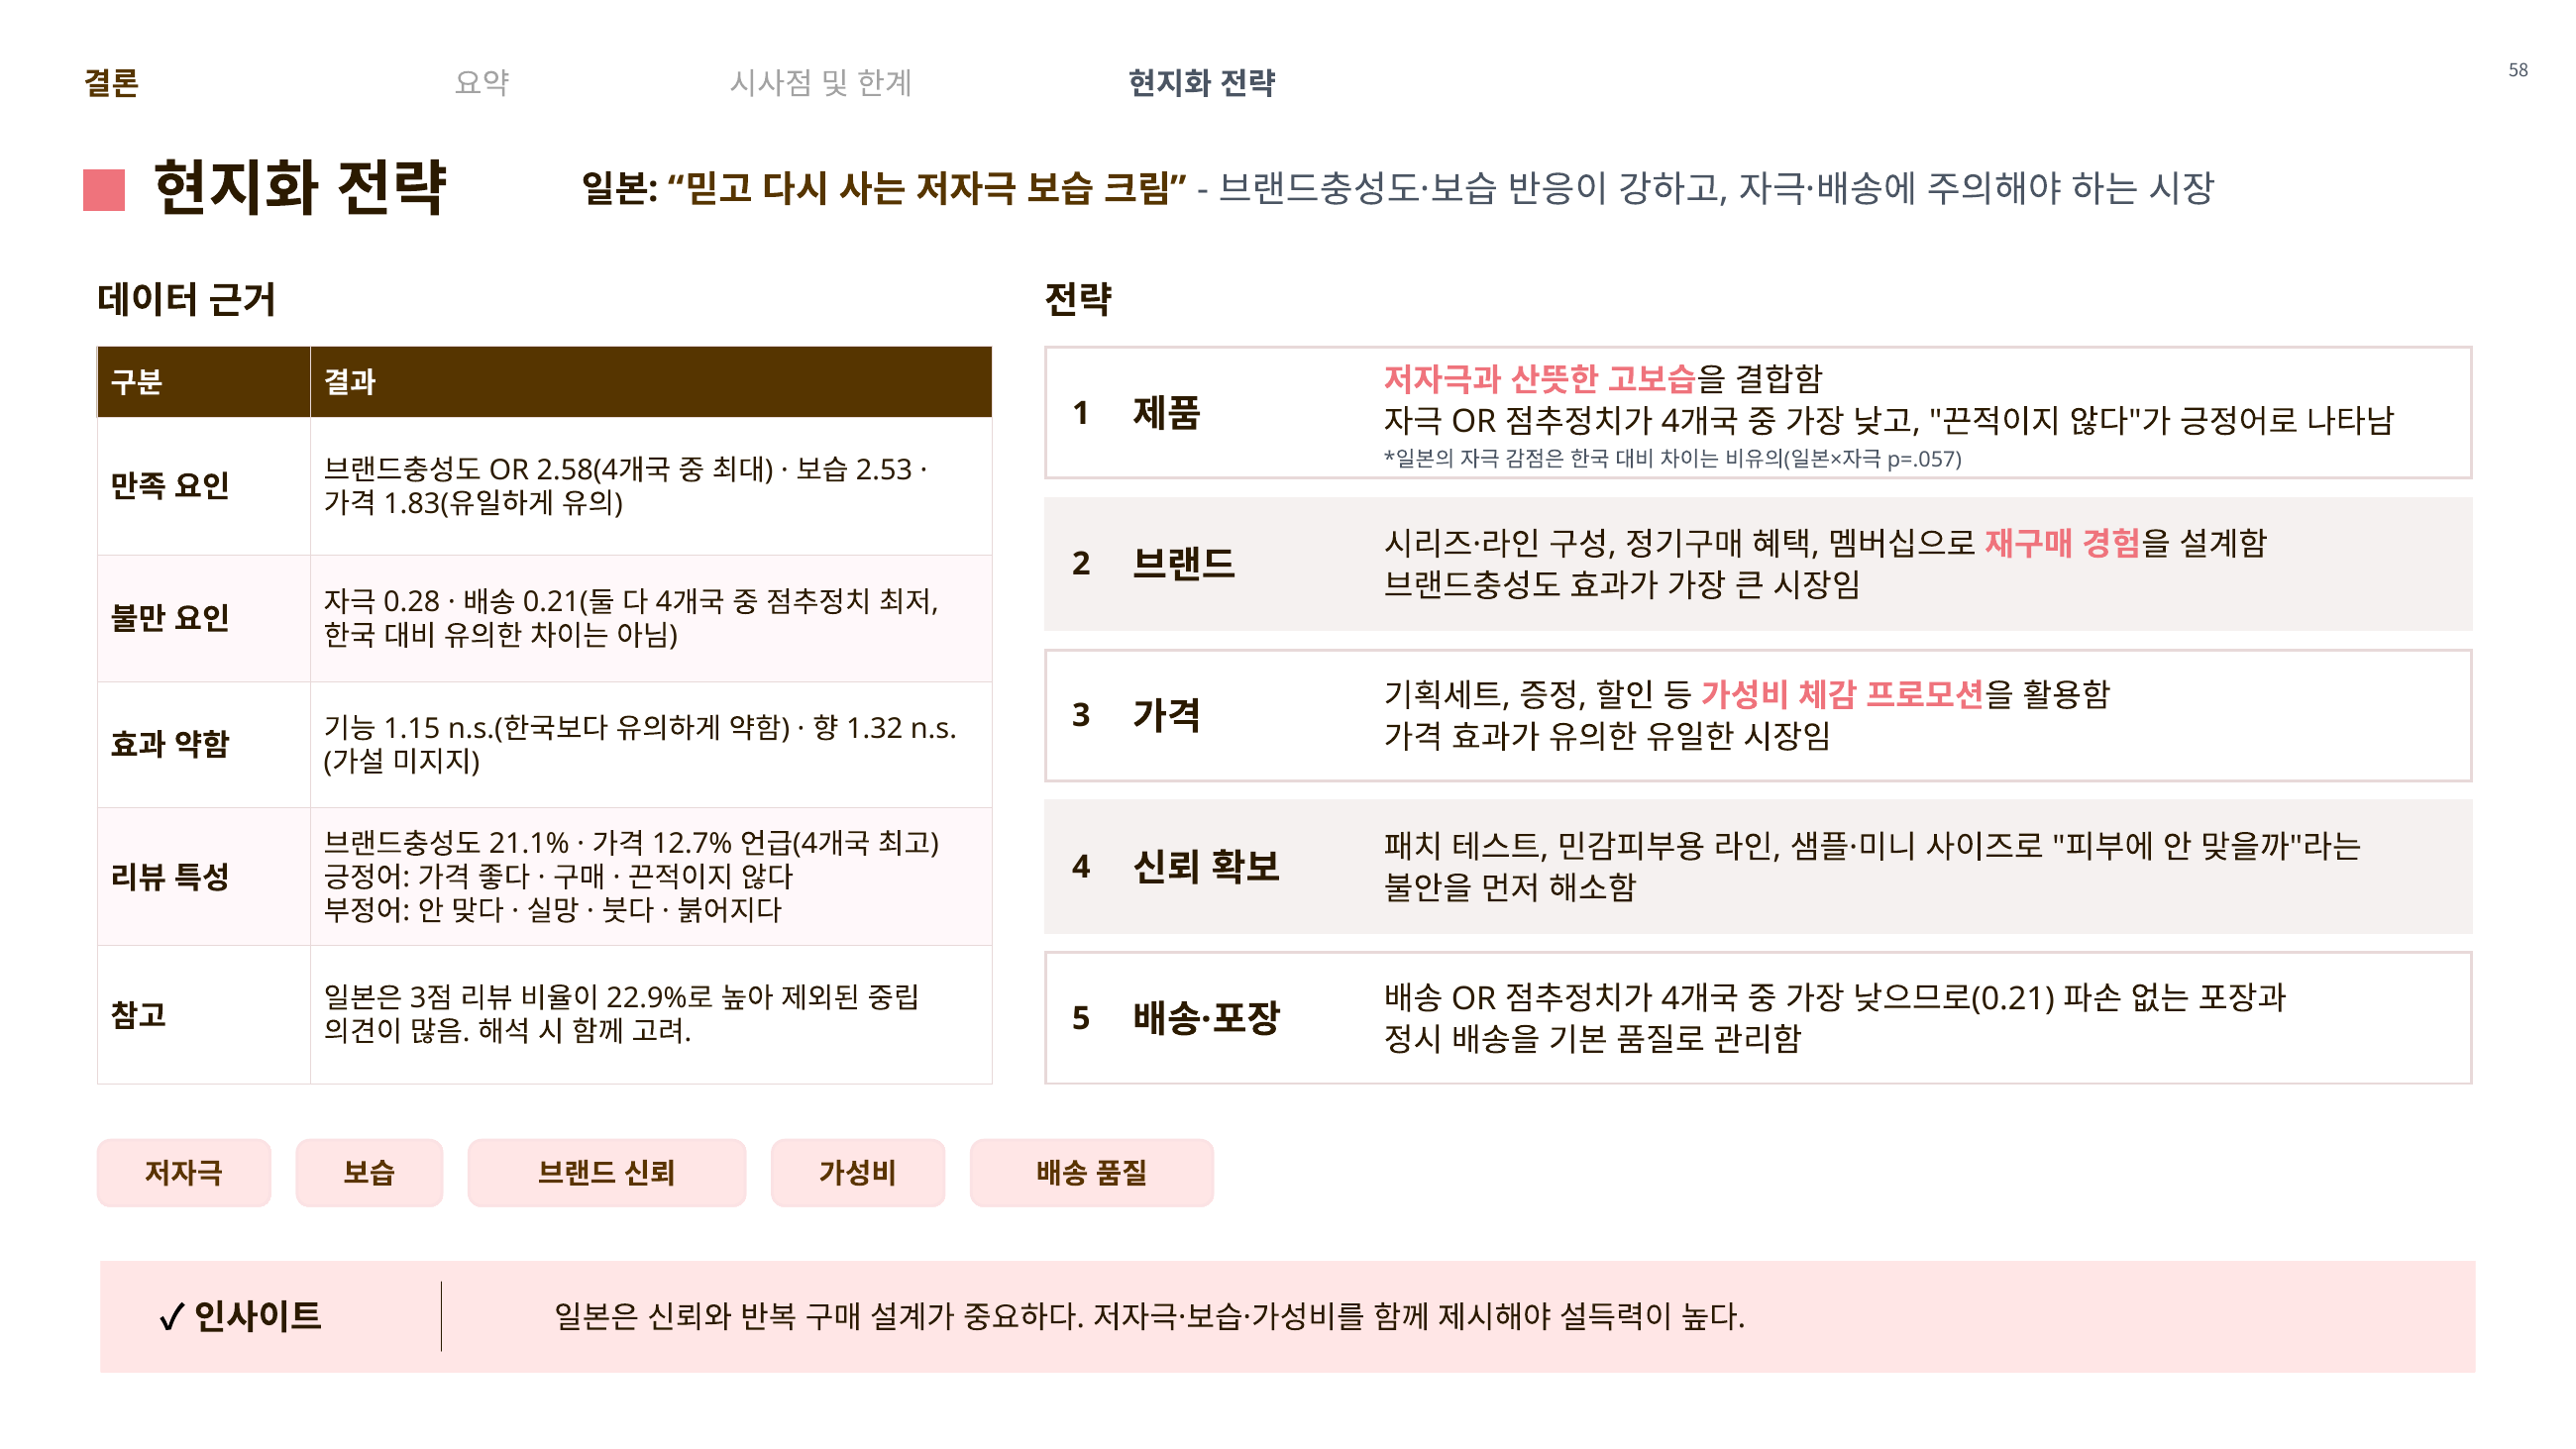 결론
요약
시사점 및 한계
현지화 전략
58
현지화 전략
일본: “믿고 다시 사는 저자극 보습 크림” - 브랜드충성도·보습 반응이 강하고, 자극·배송에 주의해야 하는 시장
데이터 근거
구분 결과
만족 요인
브랜드충성도 OR 2.58(4개국 중 최대) · 보습 2.53 ·
가격 1.83(유일하게 유의)
불만 요인
자극 0.28 · 배송 0.21(둘 다 4개국 중 점추정치 최저,
한국 대비 유의한 차이는 아님)
효과 약함
기능 1.15 n.s.(한국보다 유의하게 약함) · 향 1.32 n.s.
(가설 미지지)
리뷰 특성
브랜드충성도 21.1% · 가격 12.7% 언급(4개국 최고)
긍정어: 가격 좋다 · 구매 · 끈적이지 않다
부정어: 안 맞다 · 실망 · 붓다 · 붉어지다
참고
일본은 3점 리뷰 비율이 22.9%로 높아 제외된 중립
의견이 많음. 해석 시 함께 고려.
전략
1 제품
저자극과 산뜻한 고보습을 결합함
자극 OR 점추정치가 4개국 중 가장 낮고, "끈적이지 않다"가 긍정어로 나타남
*일본의 자극 감점은 한국 대비 차이는 비유의(일본×자극 p=.057)
2 브랜드
시리즈·라인 구성, 정기구매 혜택, 멤버십으로 재구매 경험을 설계함
브랜드충성도 효과가 가장 큰 시장임
3 가격
기획세트, 증정, 할인 등 가성비 체감 프로모션을 활용함
가격 효과가 유의한 유일한 시장임
4 신뢰 확보
패치 테스트, 민감피부용 라인, 샘플·미니 사이즈로 "피부에 안 맞을까"라는
불안을 먼저 해소함
5 배송·포장
배송 OR 점추정치가 4개국 중 가장 낮으므로(0.21) 파손 없는 포장과
정시 배송을 기본 품질로 관리함
저자극
보습
브랜드 신뢰
가성비
배송 품질
✓ 인사이트
일본은 신뢰와 반복 구매 설계가 중요하다. 저자극·보습·가성비를 함께 제시해야 설득력이 높다.